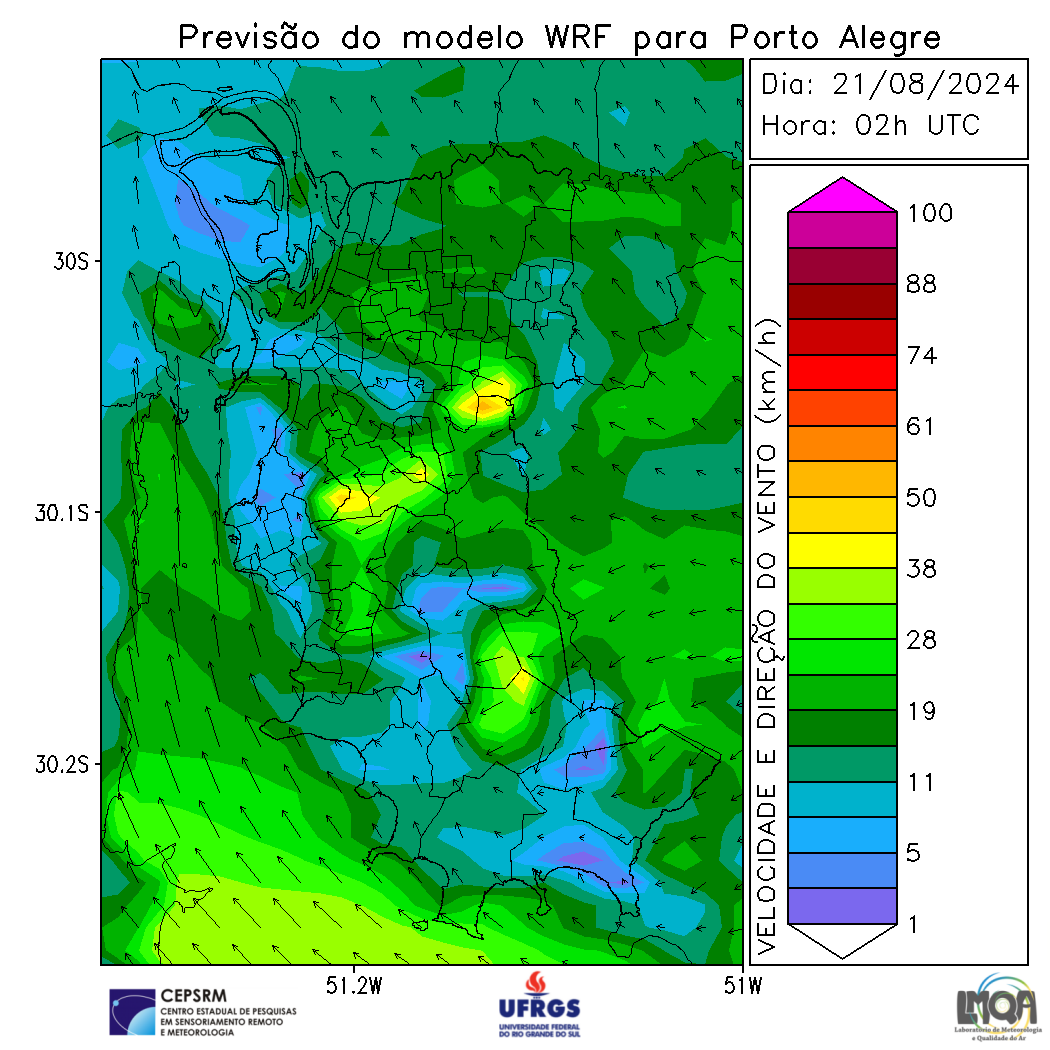 Previsão do modelo WRF para Porto Alegre
Dia: 21/08/2024
Hora: 02h UTC
30S
30.1S
30.2S
51.2W
51W
VELOCIDADE E DIREÇÃO DO VENTO (km/h)
100
88
74
61
50
38
28
19
11
5
1
CEPSRM
CENTRO ESTADUAL DE PESQUISAS
EM SENSORIAMENTO REMOTO
E METEOROLOGIA
UFRGS
UNIVERSIDADE FEDERAL
DO RIO GRANDE DO SUL
LMQA
Laboratório de Meteorologia
e Qualidade do Ar